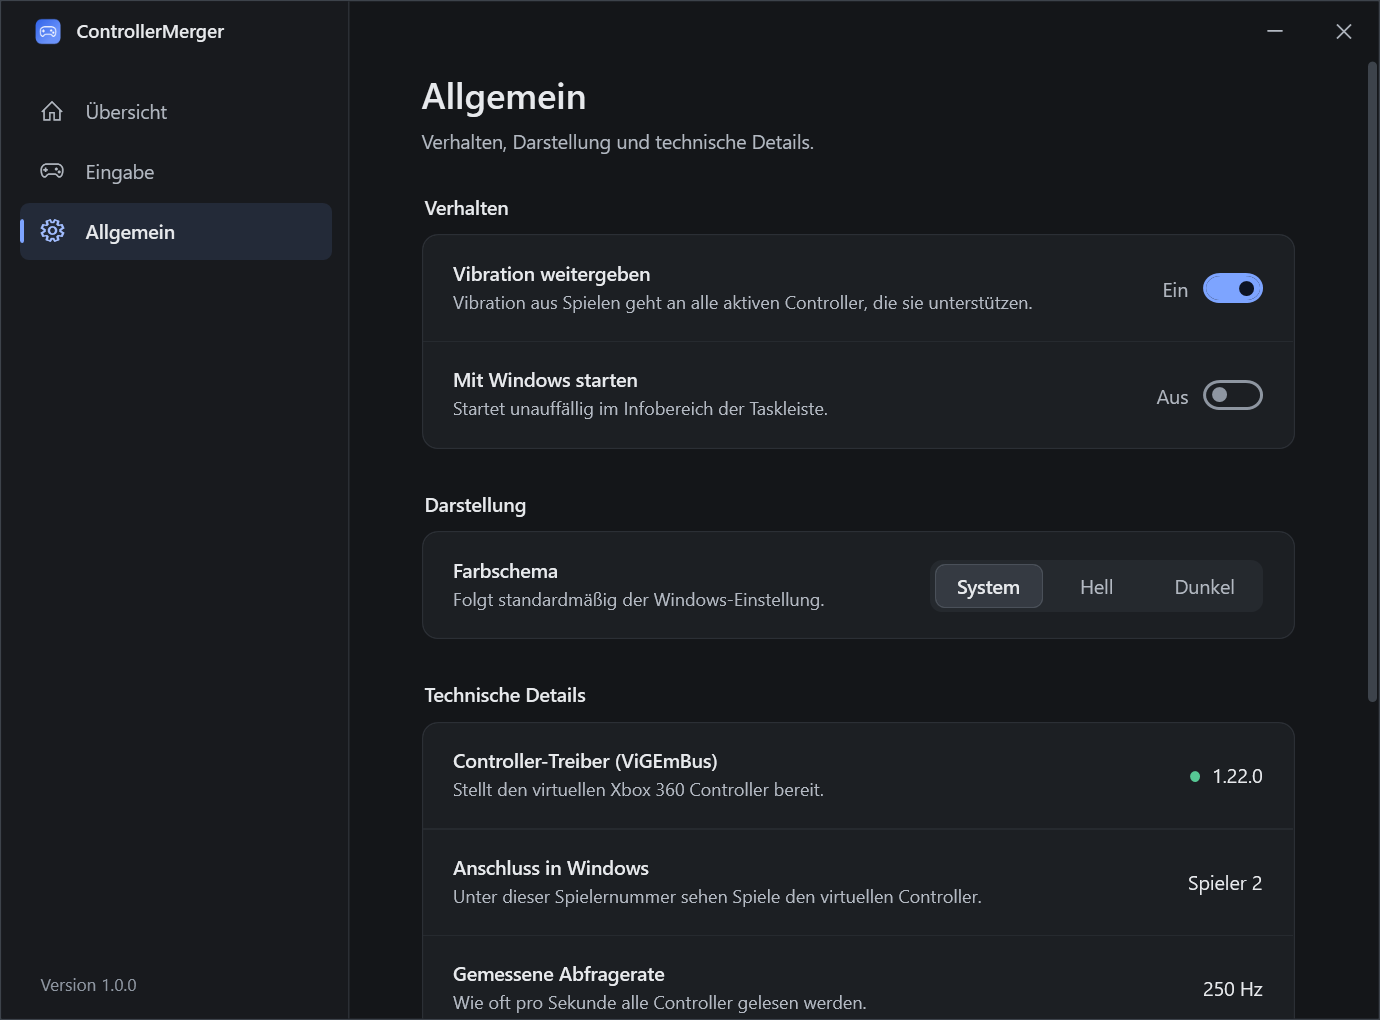 ControllerMerger
Übersicht
Eingabe
Allgemein
Version 1.0.0
Allgemein
Verhalten, Darstellung und technische Details.
Verhalten
Vibration weitergeben
Vibration aus Spielen geht an alle aktiven Controller, die sie unterstützen.
Ein
Mit Windows starten
Startet unauffällig im Infobereich der Taskleiste.
Aus
Darstellung
Farbschema
Folgt standardmäßig der Windows-Einstellung.
System Hell Dunkel
Technische Details
Controller-Treiber (ViGEmBus)
Stellt den virtuellen Xbox 360 Controller bereit.
1.22.0
Anschluss in Windows
Unter dieser Spielernummer sehen Spiele den virtuellen Controller.
Spieler 2
Gemessene Abfragerate
Wie oft pro Sekunde alle Controller gelesen werden.
250 Hz